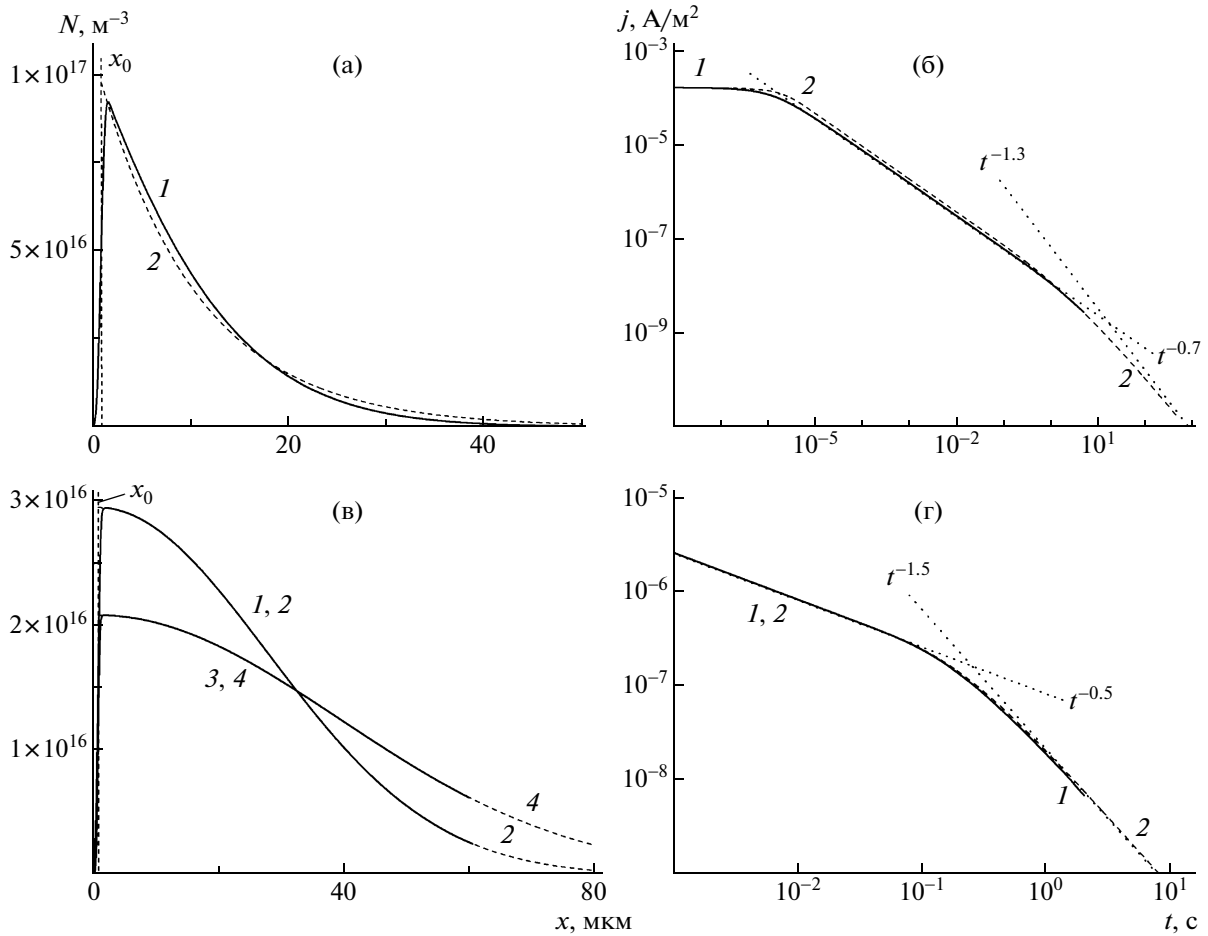 N, м⁻³
j, А/м²
x₀
(а)
1×10¹⁷
1
2
5×10¹⁶
0
20
40
(б)
10⁻³
1
2
10⁻⁵
t⁻¹·³
10⁻⁷
10⁻⁹
t⁻⁰·⁷
2
10⁻⁵
10⁻²
10¹
(в)
3×10¹⁶
x₀
1, 2
2×10¹⁶
3, 4
1×10¹⁶
4
2
0
40
80
x, мкм
(г)
10⁻⁵
t⁻¹·⁵
10⁻⁶
1, 2
10⁻⁷
t⁻⁰·⁵
10⁻⁸
1
2
10⁻²
10⁻¹
10⁰
10¹
t, с